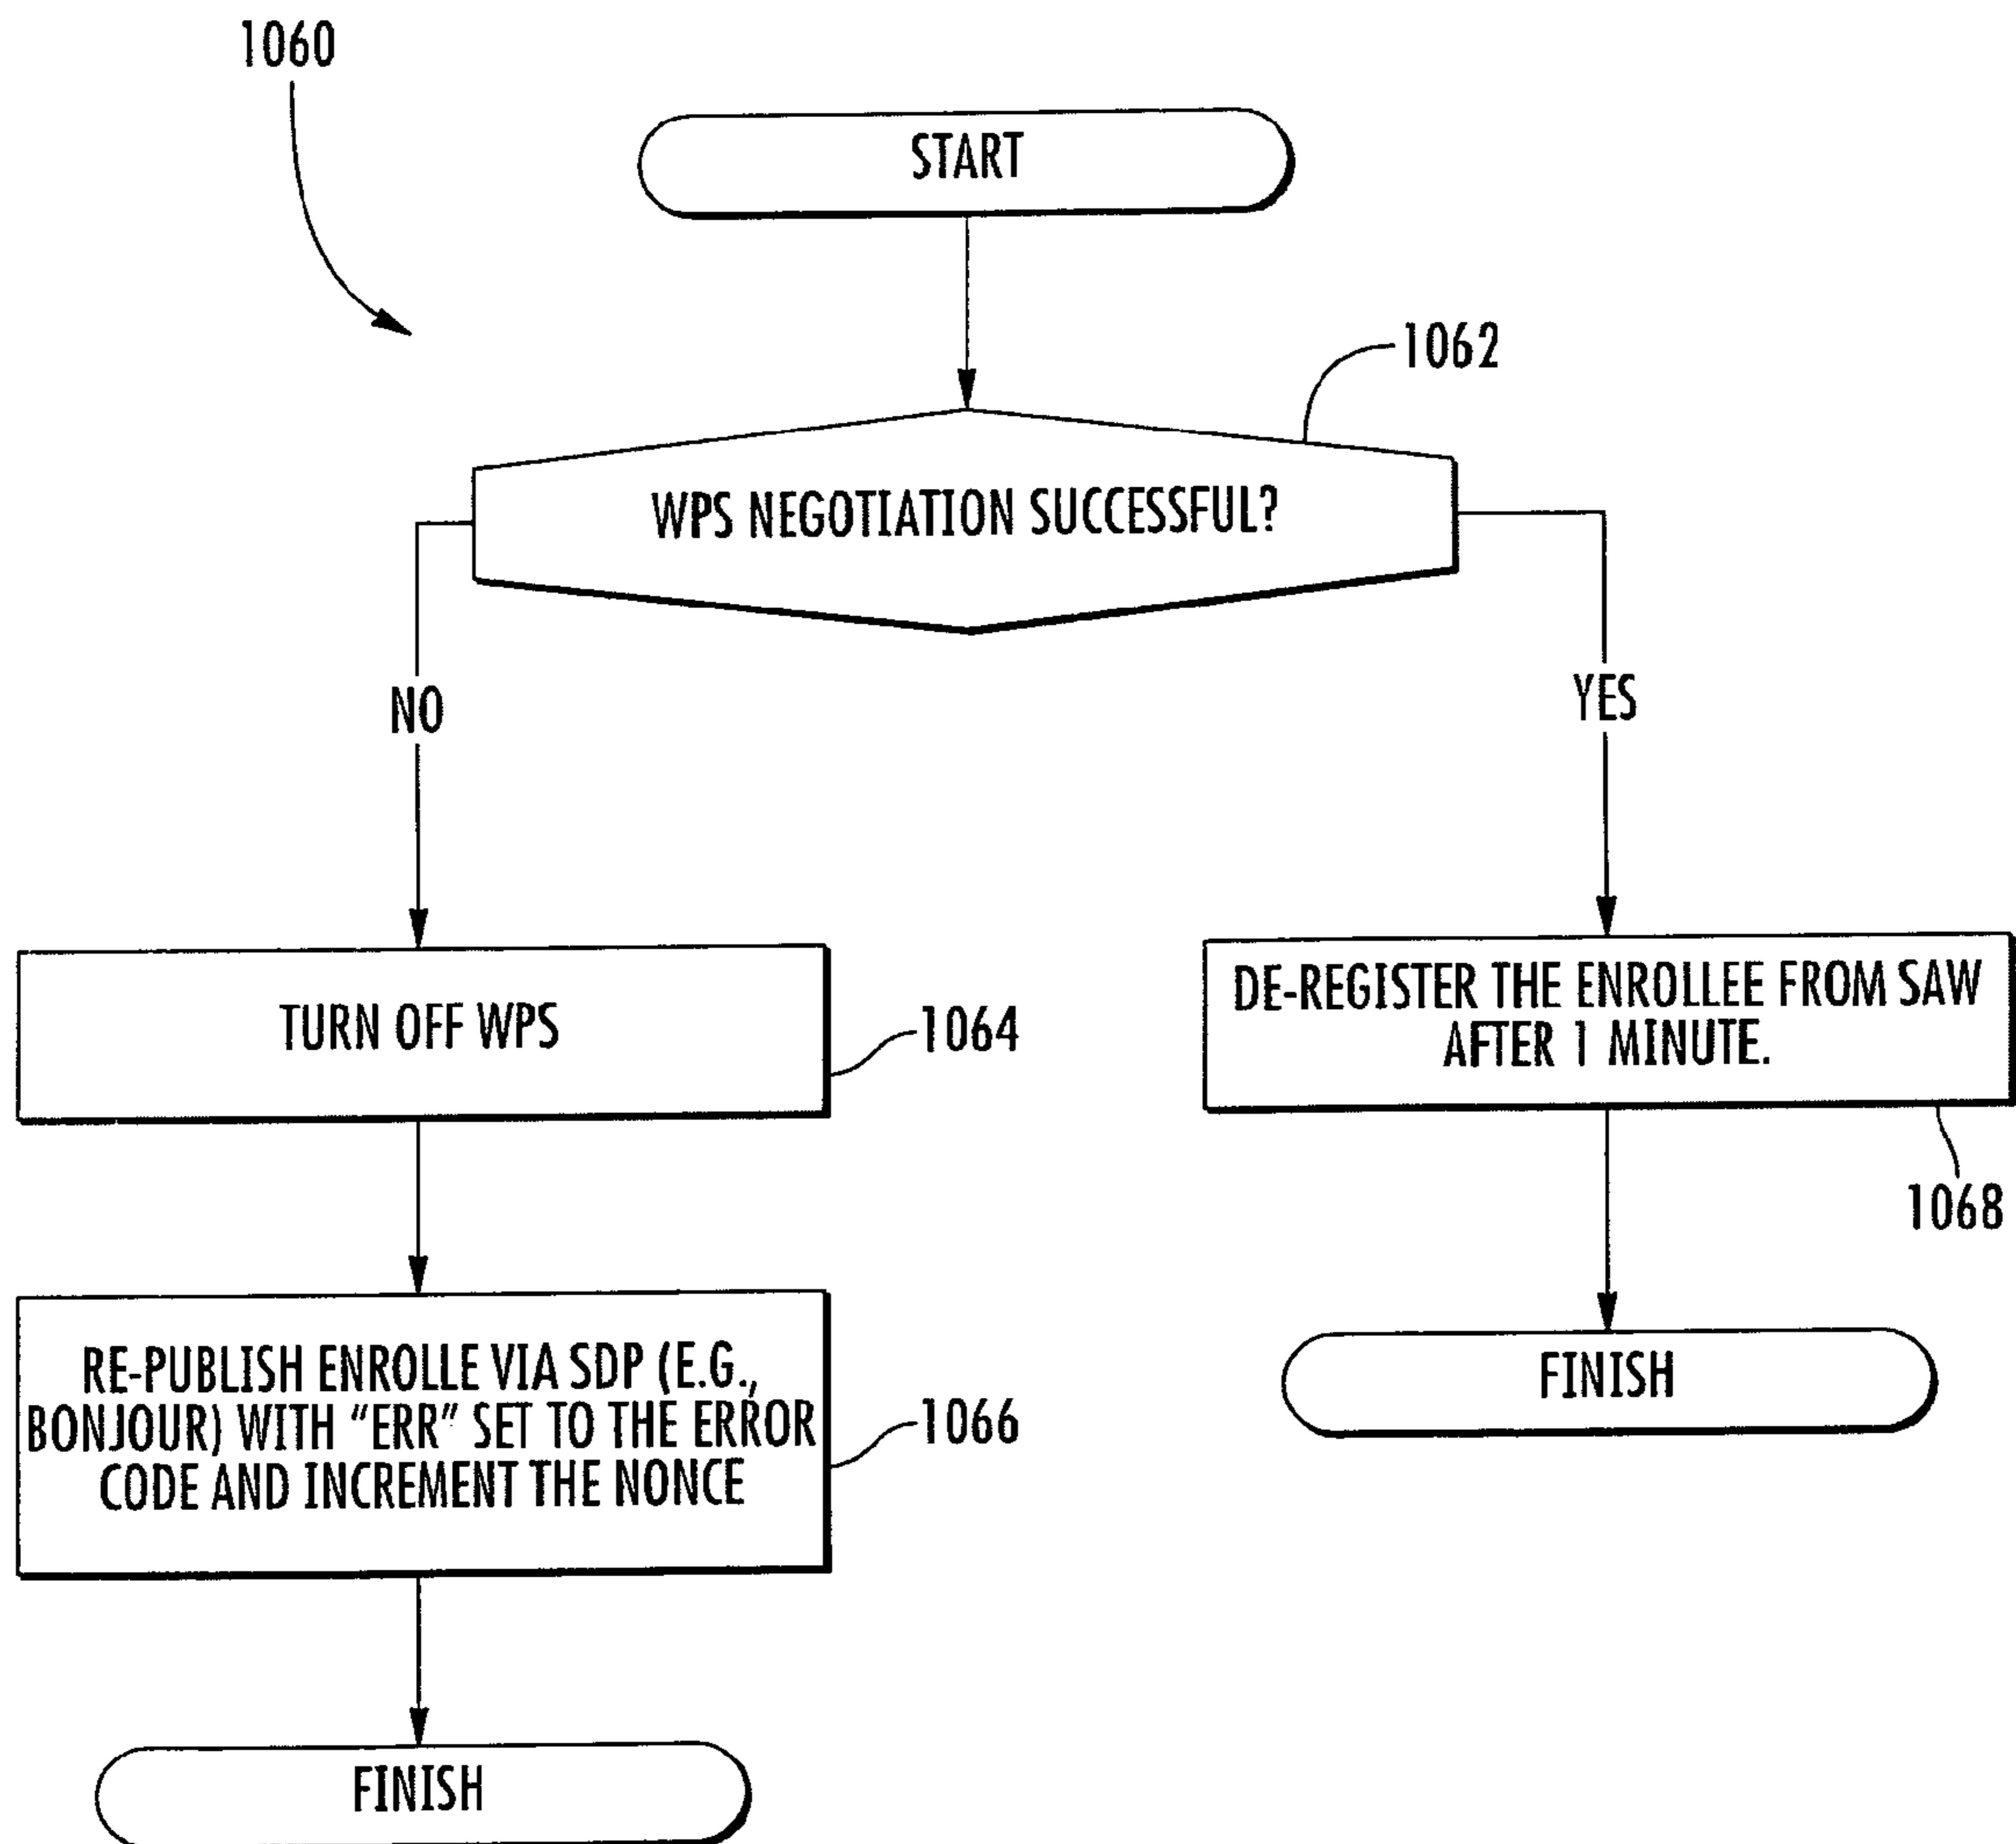 1060
START
1062
WPS NEGOTIATION SUCCESSFUL?
NO
YES
TURN OFF WPS
1064
DE-REGISTER THE ENROLLEE FROM SAW
AFTER 1 MINUTE.
1068
RE-PUBLISH ENROLLE VIA SDP (E.G.,
BONJOUR) WITH “ERR” SET TO THE ERROR
CODE AND INCREMENT THE NONCE
1066
FINISH
FINISH